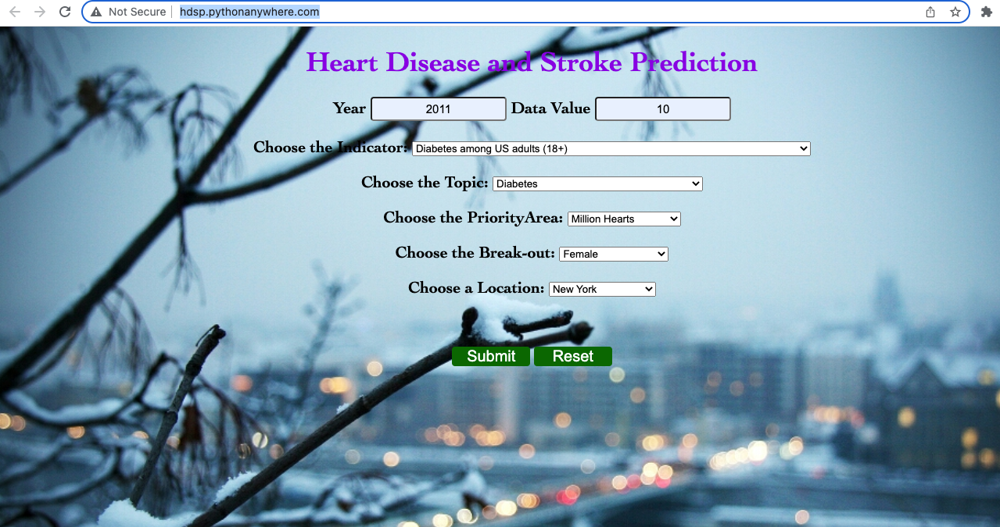 Not Secure hdsp.pythonanywhere.com
Heart Disease and Stroke Prediction
Year 2011 Data Value 10
Choose the Indicator: Diabetes among US adults (18+)
Choose the Topic: Diabetes
Choose the PriorityArea: Million Hearts
Choose the Break-out: Female
Choose a Location: New York
Submit Reset